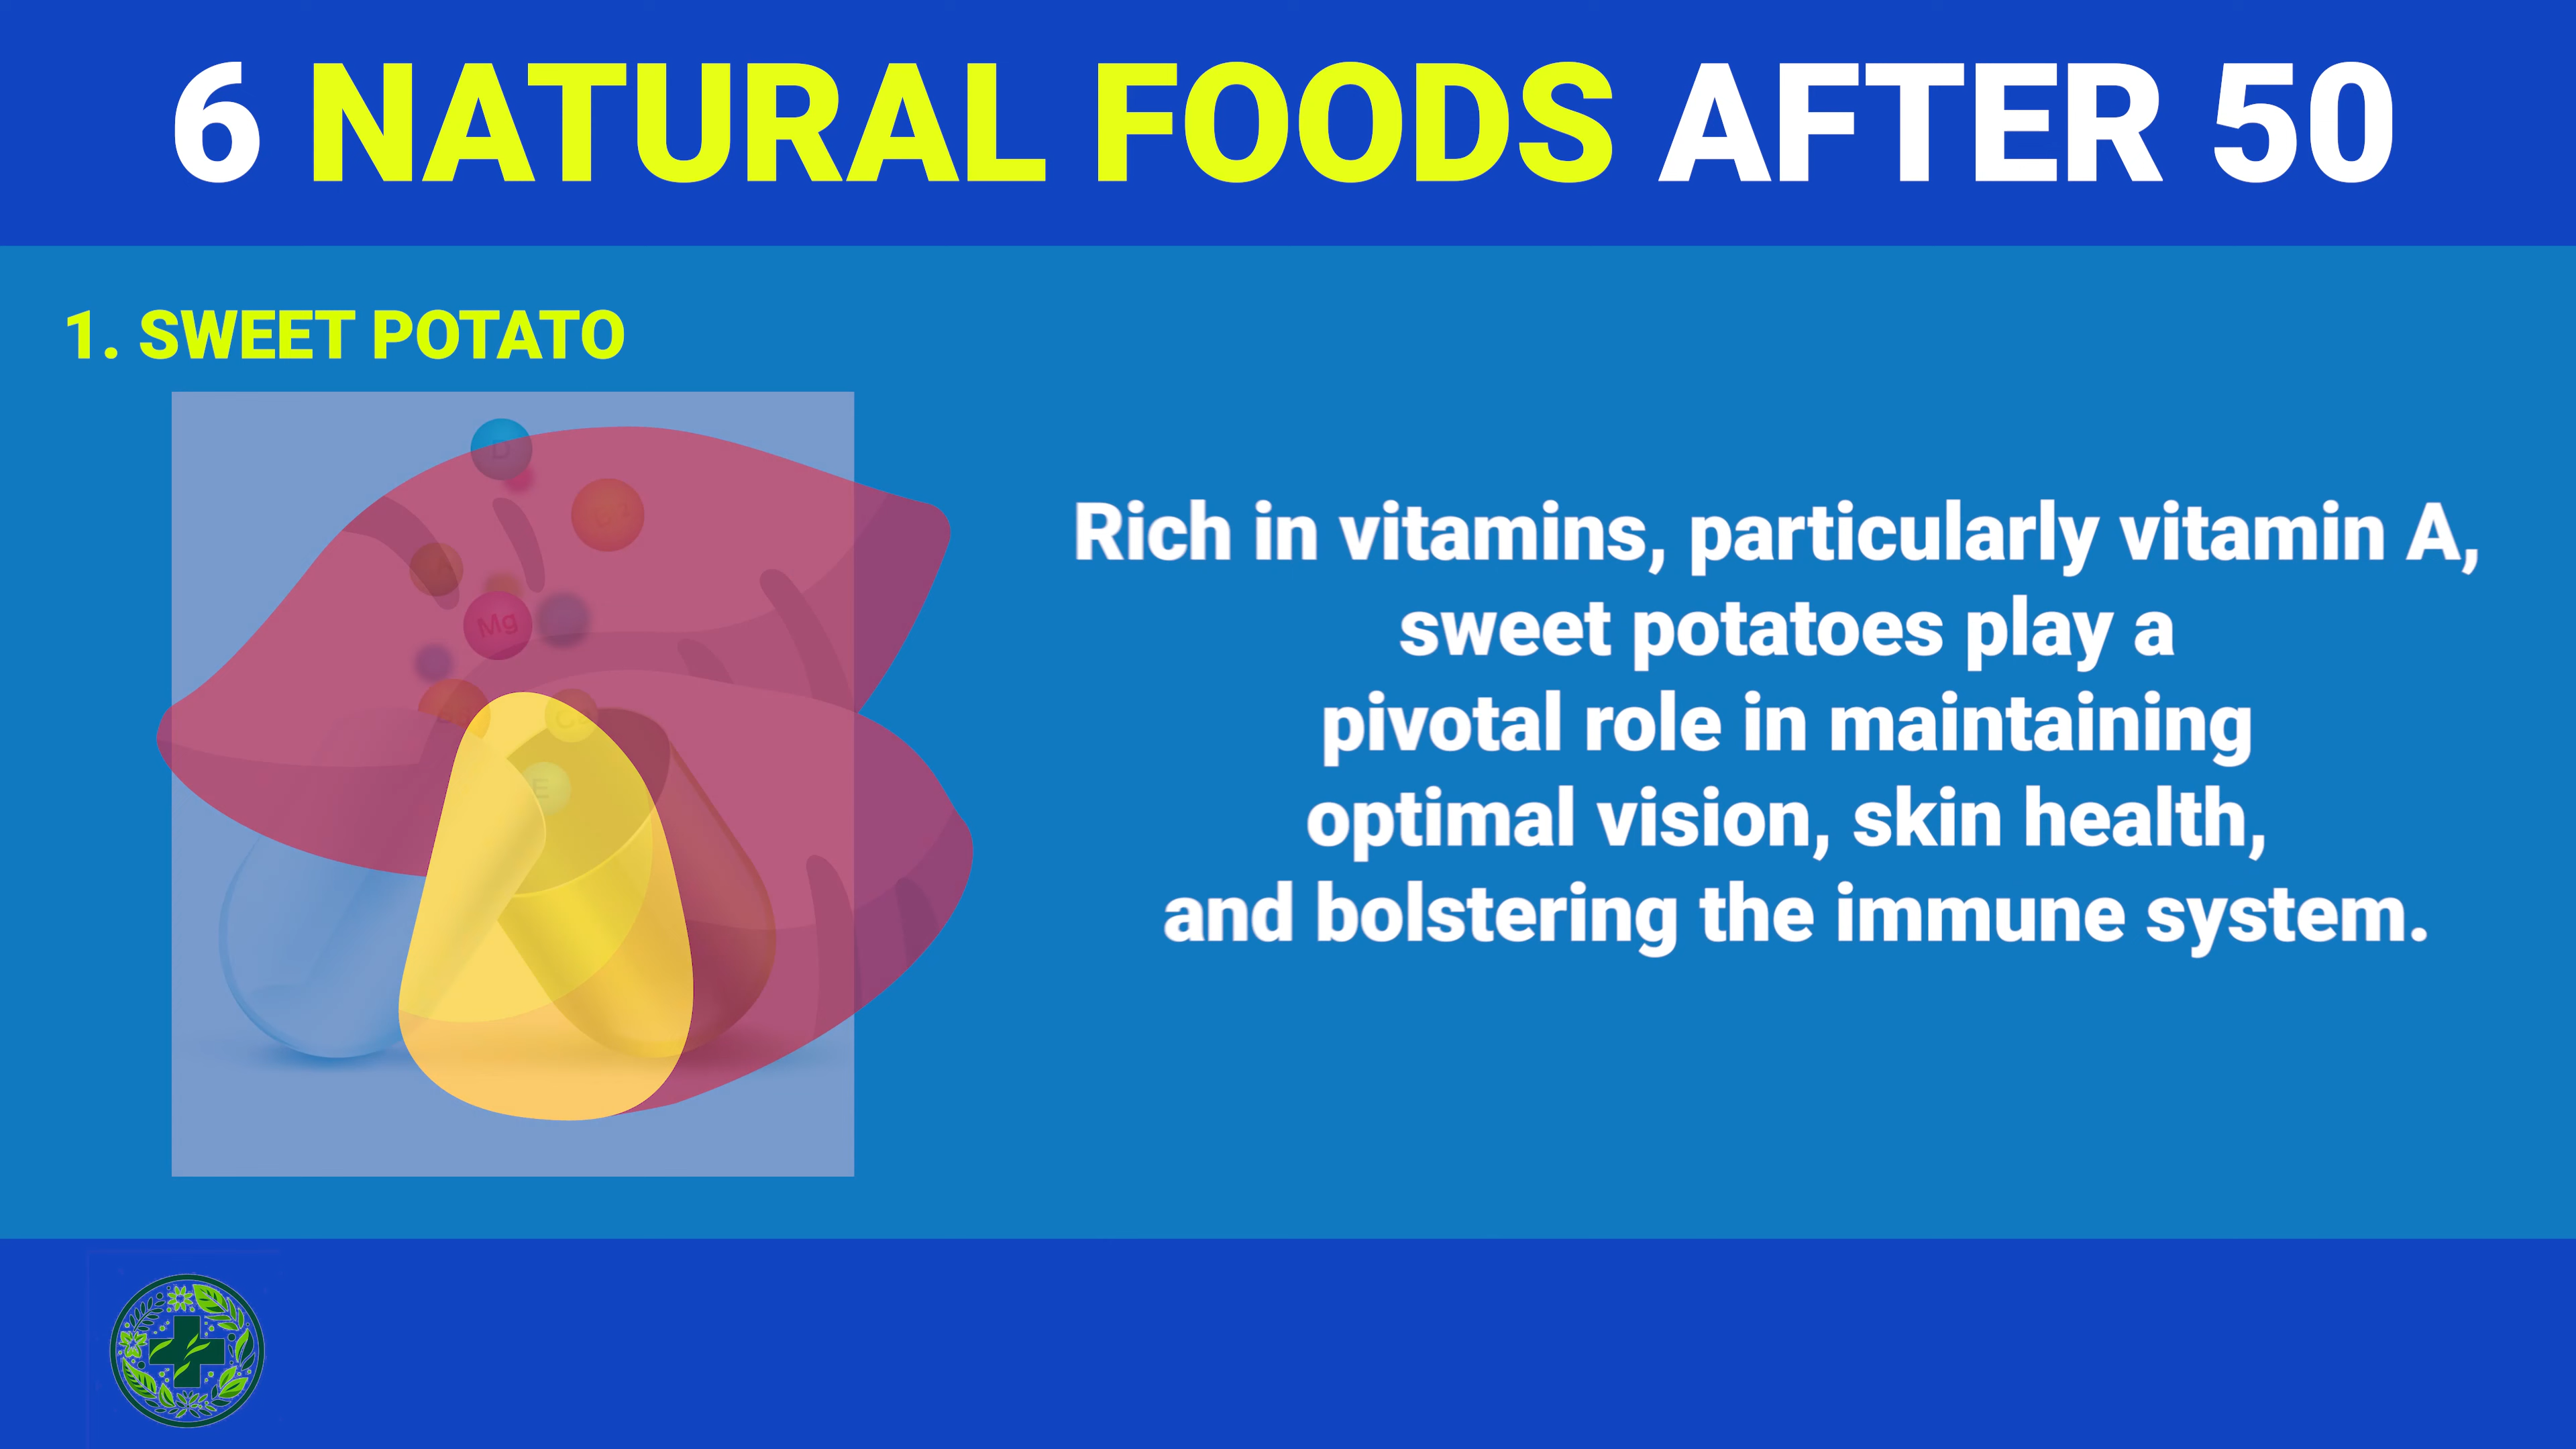 6 NATURAL FOODS AFTER 50
1. SWEET POTATO
Rich in vitamins, particularly vitamin A,
sweet potatoes play a
pivotal role in maintaining
optimal vision, skin health,
and bolstering the immune system.
D
Mg
E